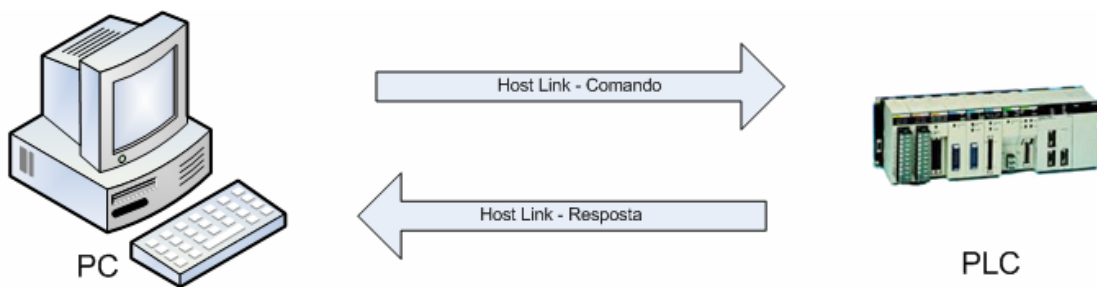 Host Link - Comando
Host Link - Resposta
PC
PLC